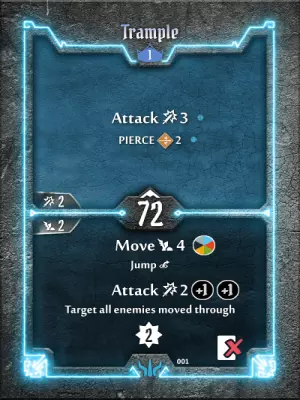 Trample
1
Attack 3
PIERCE 2
2
72
2
Move 4
Jump
Attack 2 +1 +1
Target all enemies moved through
2
001